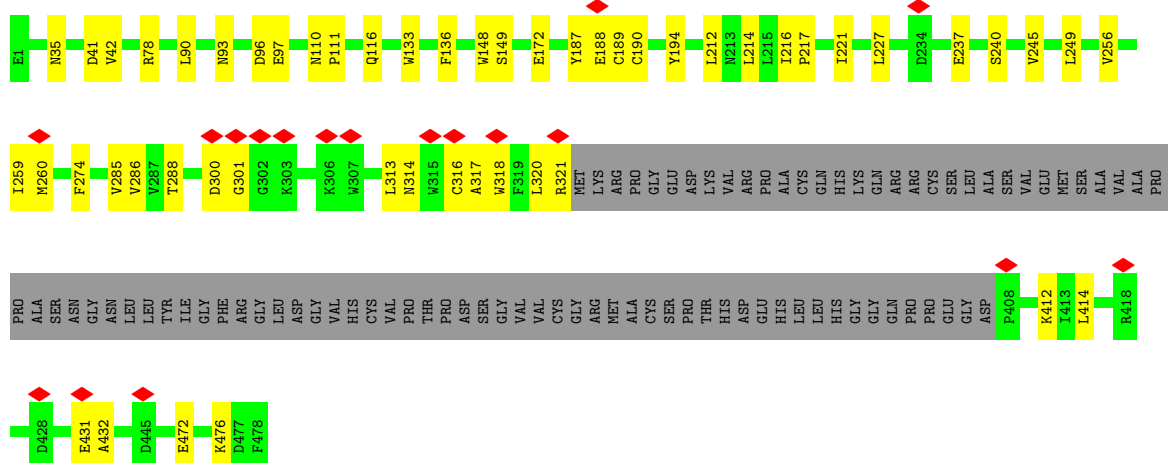 E1 N35 D41 V42 R78 L90 N93 D96 E97 N110 P111 Q116 W133 F136 W148 S149 E172 Y187 E188 C189 C190 Y194 L212 N213 L214 L215 I216 P217 I221 L227 D234 E237 S240 V245 L249 V256
I259 M260 F274 V285 V286 V287 T288 D300 G301 G302 K303 K306 W307 L313 N314 W315 C316 A317 W318 F319 L320 R321 MET LYS ARG PRO GLY GLU ASP LYS VAL ARG PRO ALA CYS GLN HIS LYS GLN ARG ARG CYS SER LEU ALA SER VAL GLU MET SER ALA VAL ALA PRO
PRO ALA SER ASN GLY ASN LEU LEU TYR ILE GLY PHE ARG GLY LEU ASP GLY VAL HIS CYS VAL PRO THR PRO ASP SER GLY VAL VAL CYS GLY ARG MET ALA CYS SER PRO THR HIS ASP GLU HIS LEU LEU HIS GLY GLY GLN PRO PRO GLU GLY ASP P408 K412 I413 L414 R418
D428 E431 A432 D445 E472 K476 D477 F478